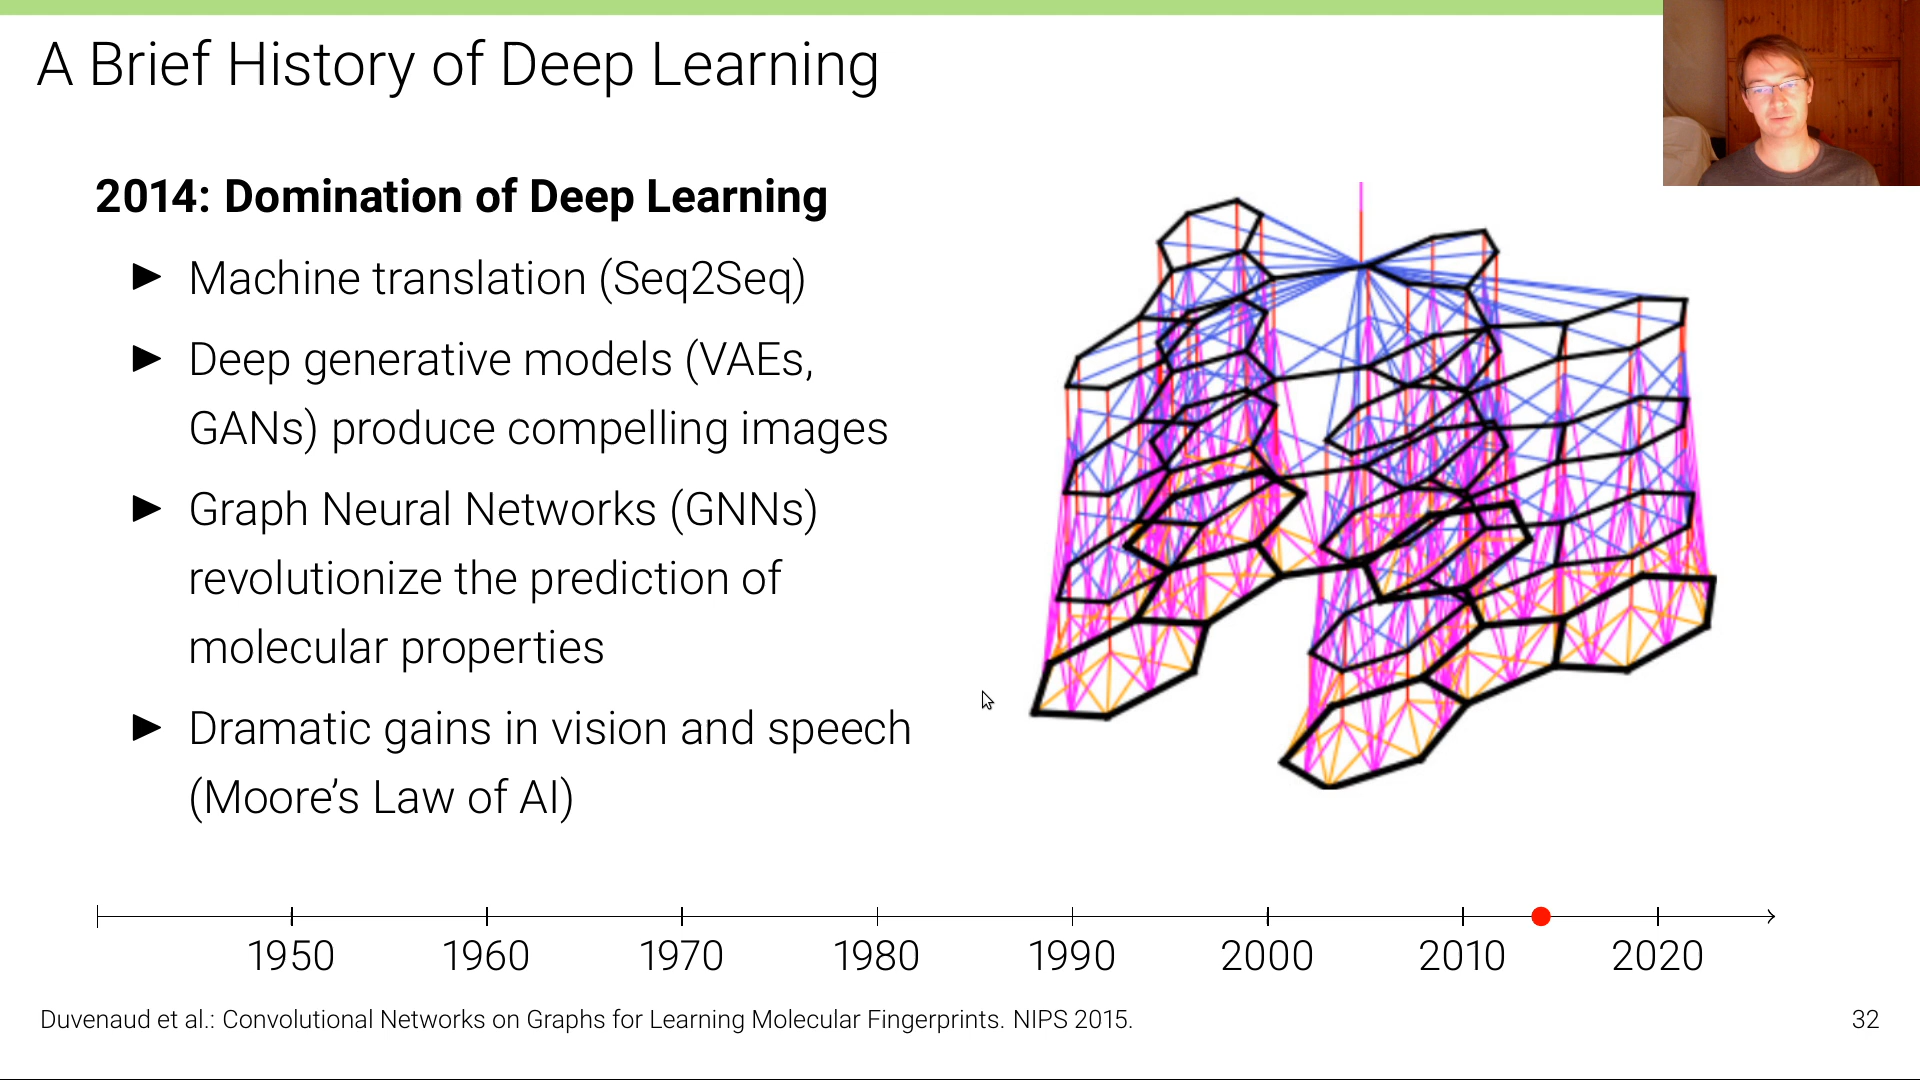 A Brief History of Deep Learning
2014: Domination of Deep Learning
► Machine translation (Seq2Seq)
► Deep generative models (VAEs,
GANs) produce compelling images
► Graph Neural Networks (GNNs)
revolutionize the prediction of
molecular properties
► Dramatic gains in vision and speech
(Moore’s Law of AI)
1950 1960 1970 1980 1990 2000 2010 2020
Duvenaud et al.: Convolutional Networks on Graphs for Learning Molecular Fingerprints. NIPS 2015.
32